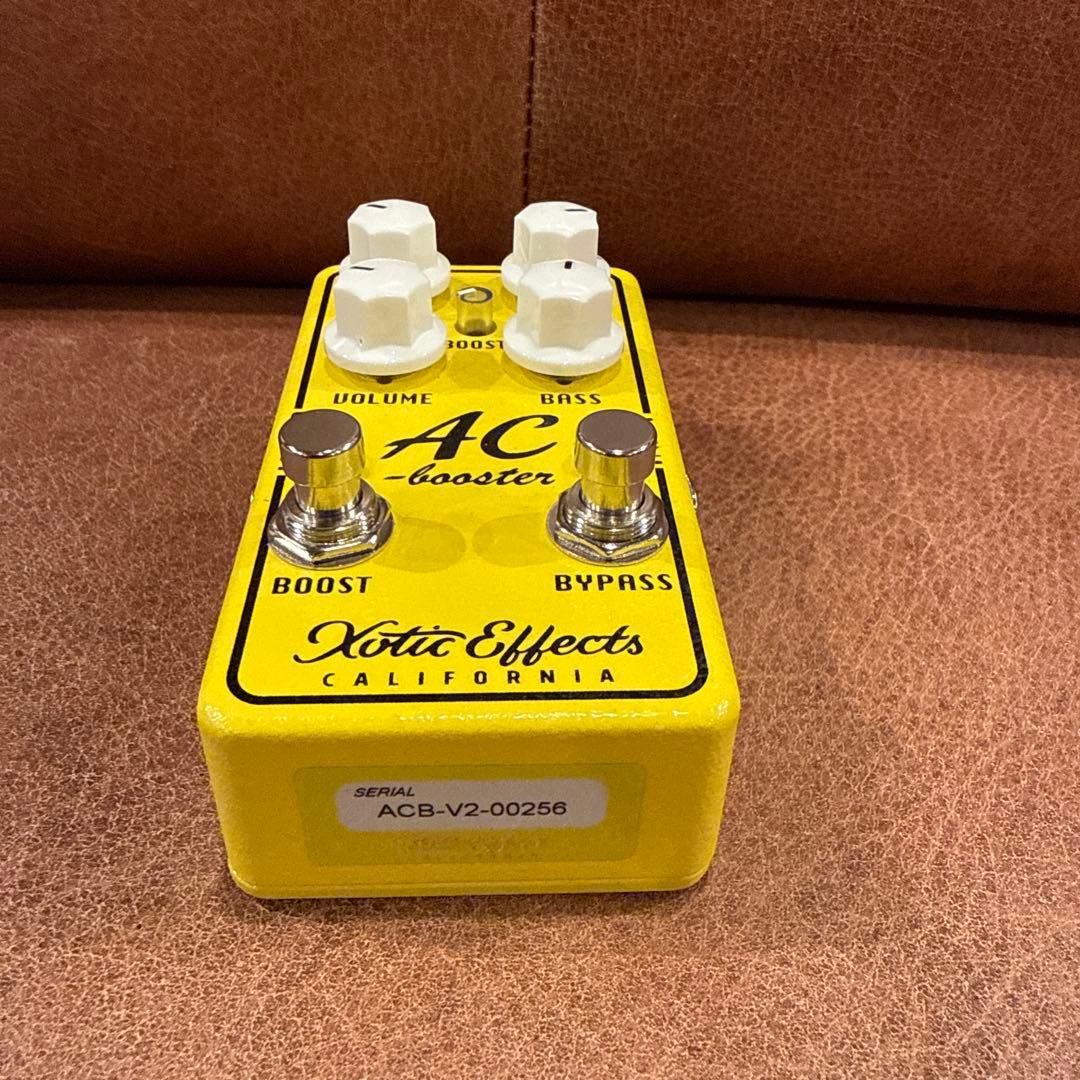 BOOST
VOLUME BASS
AC
-booster
BOOST BYPASS
Xotic Effects
CALIFORNIA
SERIAL
ACB-V2-00256